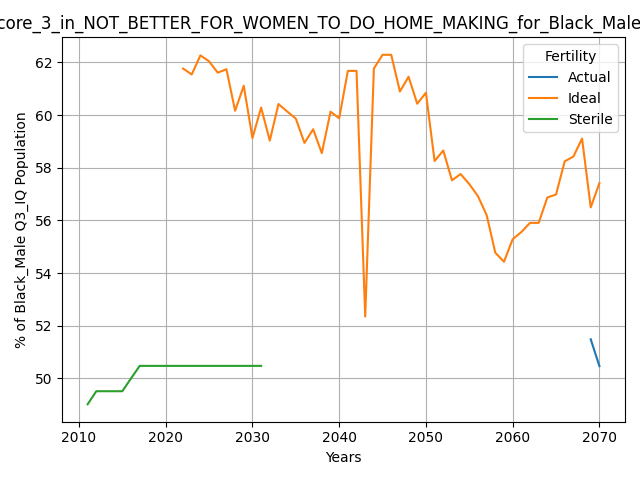 core_3_in_NOT_BETTER_FOR_WOMEN_TO_DO_HOME_MAKING_for_Black_Male
Fertility
Actual
Ideal
Sterile
% of Black_Male Q3_IQ Population
62
60
58
56
54
52
50
2010 2020 2030 2040 2050 2060 2070
Years